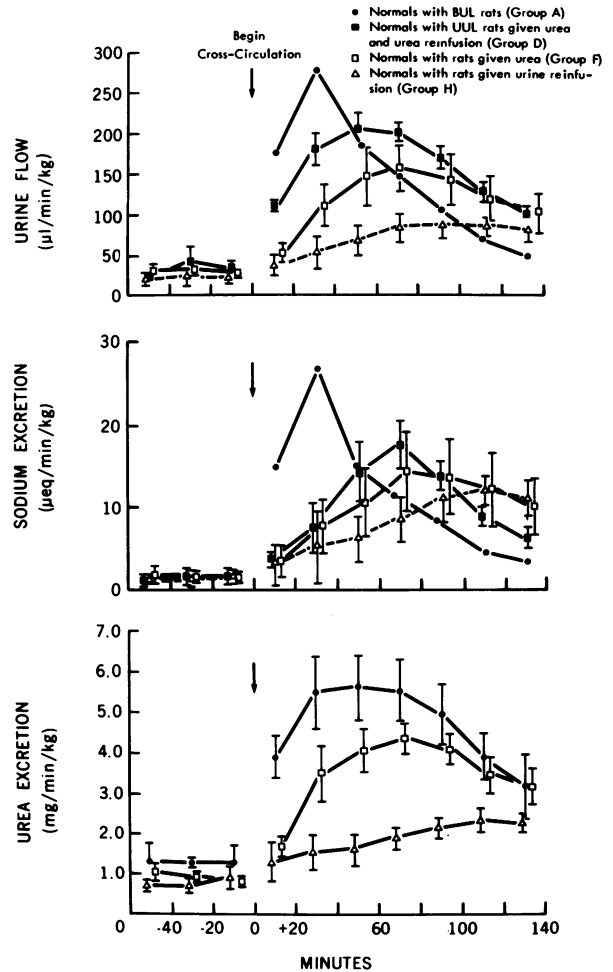 Begin
Cross-Circulation
Normals with BUL rats (Group A)
Normals with UUL rats given urea
and urea reinfusion (Group D)
Normals with rats given urea (Group F)
Normals with rats given urine reinfu-
sion (Group H)
URINE FLOW
(μl/min/kg)
300
250
200
150
100
50
0
SODIUM EXCRETION
(μeq/min/kg)
30
20
10
0
UREA EXCRETION
(mg/min/kg)
7.0
6.0
5.0
4.0
3.0
2.0
1.0
0
-40
-20
0
+20
60
100
140
MINUTES